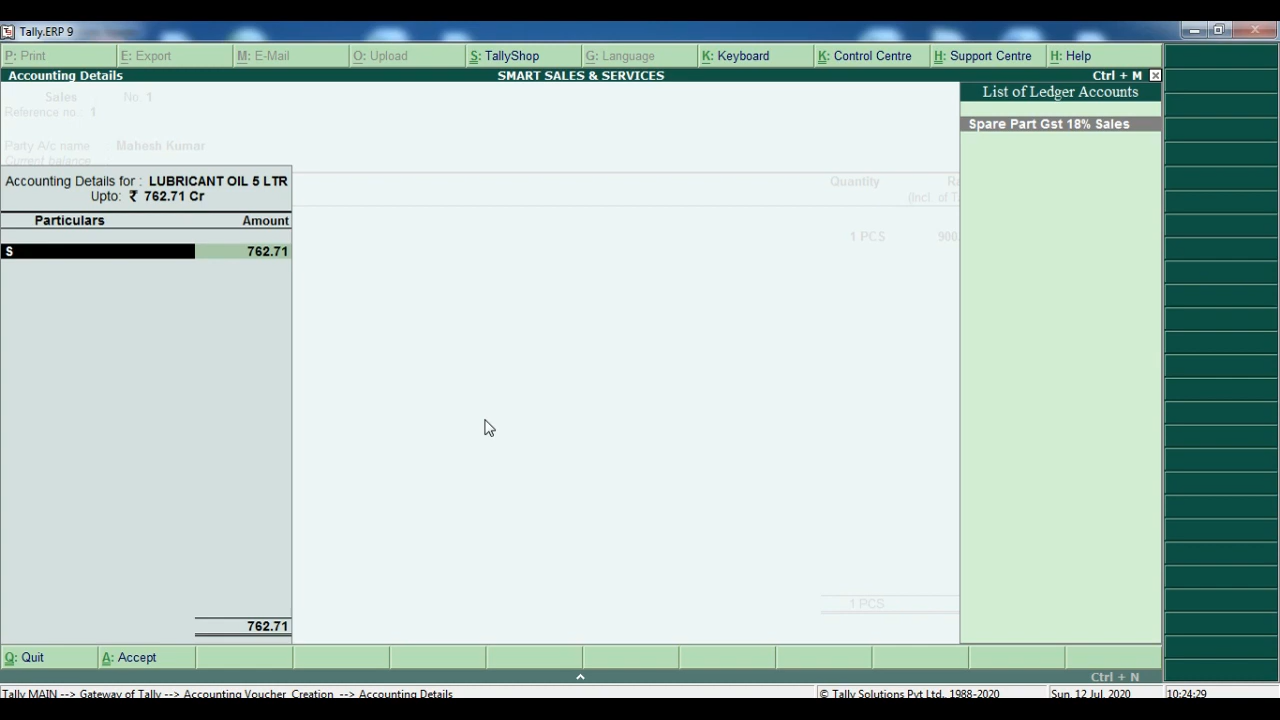 Tally.ERP 9
P: Print E: Export M: E-Mail O: Upload S: TallyShop G: Language K: Keyboard K: Control Centre H: Support Centre H: Help
Accounting Details SMART SALES & SERVICES Ctrl + M
List of Ledger Accounts
Sales No. 1
Reference no. 1
Spare Part Gst 18% Sales
Party A/c name Mahesh Kumar
Current balance
Accounting Details for : LUBRICANT OIL 5 LTR
Upto: ₹ 762.71 Cr
Quantity
(Incl. of
Particulars Amount
1 PCS 900.
S 762.71
1 PCS
762.71
Q: Quit A: Accept
Ctrl + N
Tally MAIN --> Gateway of Tally --> Accounting Voucher Creation --> Accounting Details © Tally Solutions Pvt Ltd., 1988-2020 Sun, 12 Jul, 2020 10:24:29